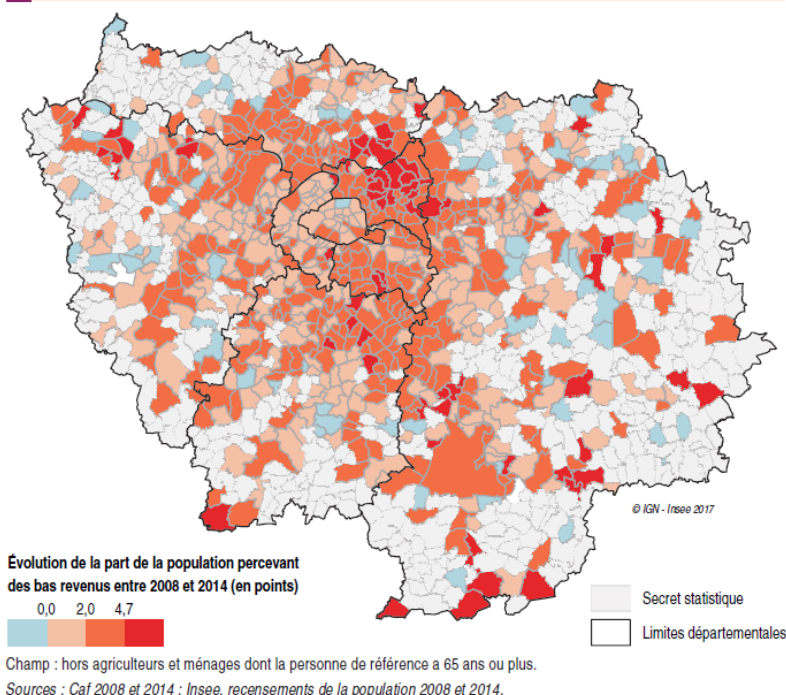 © IGN - Insee 2017
Évolution de la part de la population percevant
des bas revenus entre 2008 et 2014 (en points)
0,0 2,0 4,7
Secret statistique
Limites départementales
Champ : hors agriculteurs et ménages dont la personne de référence a 65 ans ou plus.
Sources : Caf 2008 et 2014 ; Insee, recensements de la population 2008 et 2014.